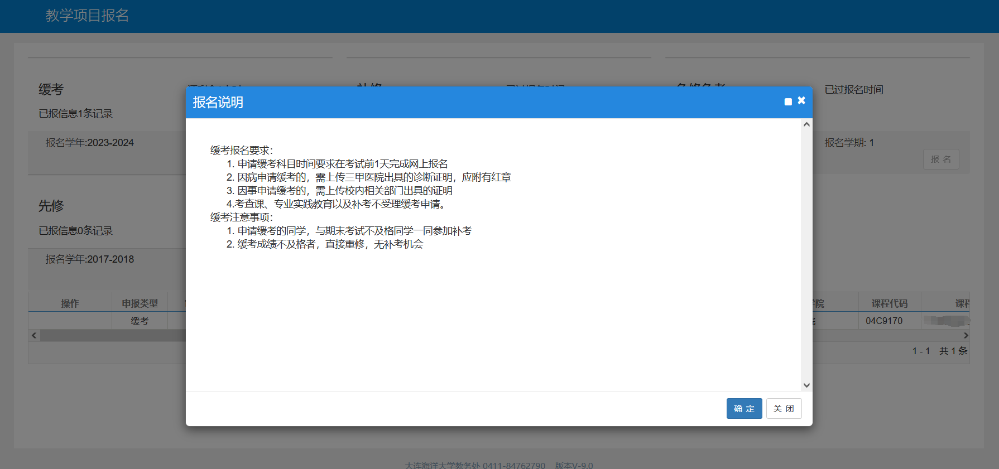 教学项目报名
缓考
已过报名时间
已报信息1条记录
报名学年:2023-2024
报名学期: 1
报 名
先修
已报信息0条记录
报名学年:2017-2018
报名说明
缓考报名要求：
1. 申请缓考科目时间要求在考试前1天完成网上报名
2. 因病申请缓考的，需上传三甲医院出具的诊断证明，应附有红章
3. 因事申请缓考的，需上传校内相关部门出具的证明
4.考查课、专业实践教育以及补考不受理缓考申请。
缓考注意事项：
1. 申请缓考的同学，与期末考试不及格同学一同参加补考
2. 缓考成绩不及格者，直接重修，无补考机会
确 定 关 闭
操作 申报类型 院 课程代码 课程
缓考 04C9170
1 - 1 共 1 条
大连海洋大学教务处 0411-84762790 版本V-9.0